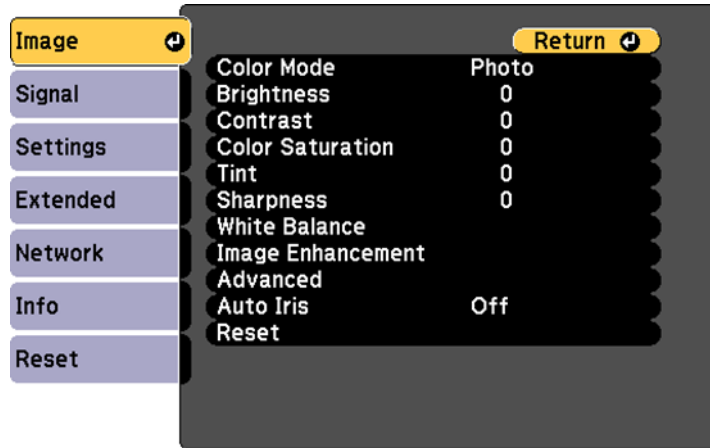 Image
Signal
Settings
Extended
Network
Info
Reset
Return
Color Mode Photo
Brightness 0
Contrast 0
Color Saturation 0
Tint 0
Sharpness 0
White Balance
Image Enhancement
Advanced
Auto Iris Off
Reset